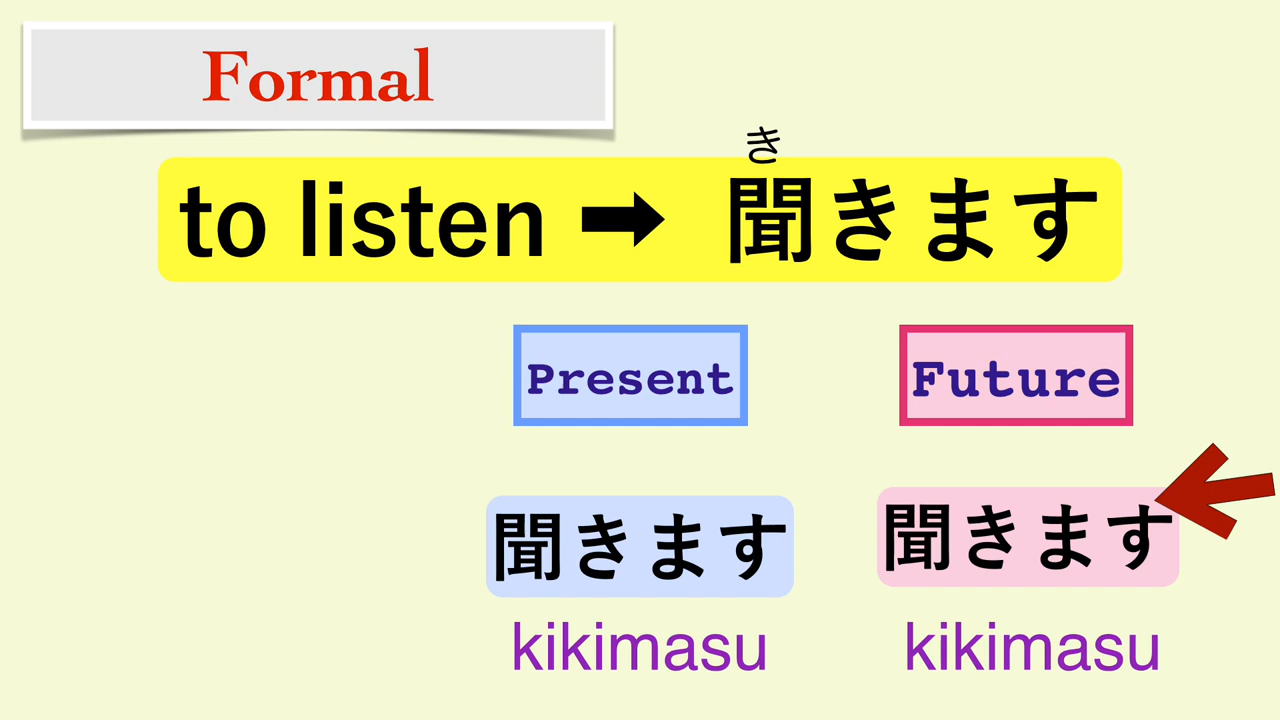 Formal
き
to listen ➡ 聞きます
Present Future
聞きます 聞きます
kikimasu kikimasu